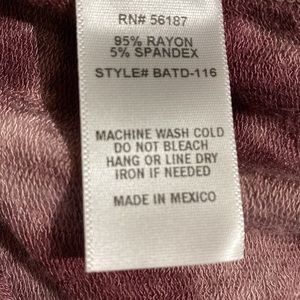 RN# 56187
95% RAYON
5% SPANDEX
STYLE# BATD-116
MACHINE WASH COLD
DO NOT BLEACH
HANG OR LINE DRY
IRON IF NEEDED
MADE IN MEXICO